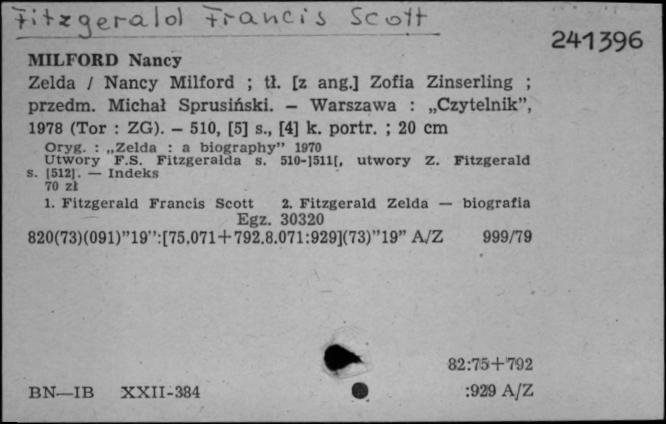 Fitzgerald Francis Scott
241396
MILFORD Nancy
Zelda / Nancy Milford ; tł. [z ang.] Zofia Zinserling ;
przedm. Michał Sprusiński. – Warszawa : „Czytelnik”,
1978 (Tor : ZG). – 510, [5] s., [4] k. portr. ; 20 cm
Oryg. : „Zelda : a biography” 1970
Utwory F.S. Fitzgeralda s. 510-]511[, utwory Z. Fitzgerald
s. [512]. — Indeks
70 zł
1. Fitzgerald Francis Scott 2. Fitzgerald Zelda — biografia
Egz. 30320
820(73)(091)”19”:[75.071+792.8.071:929](73)”19” A/Z 999/79
82:75+792
BN—IB XXII-384 :929 A/Z